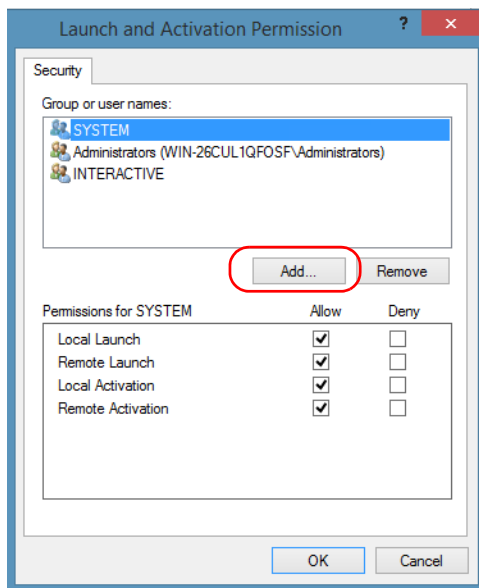 Launch and Activation Permission ? ×
Security
Group or user names:
SYSTEM
Administrators (WIN-26CUL1QFOSF\Administrators)
INTERACTIVE
Add... Remove
Permissions for SYSTEM Allow Deny
Local Launch
Remote Launch
Local Activation
Remote Activation
OK Cancel